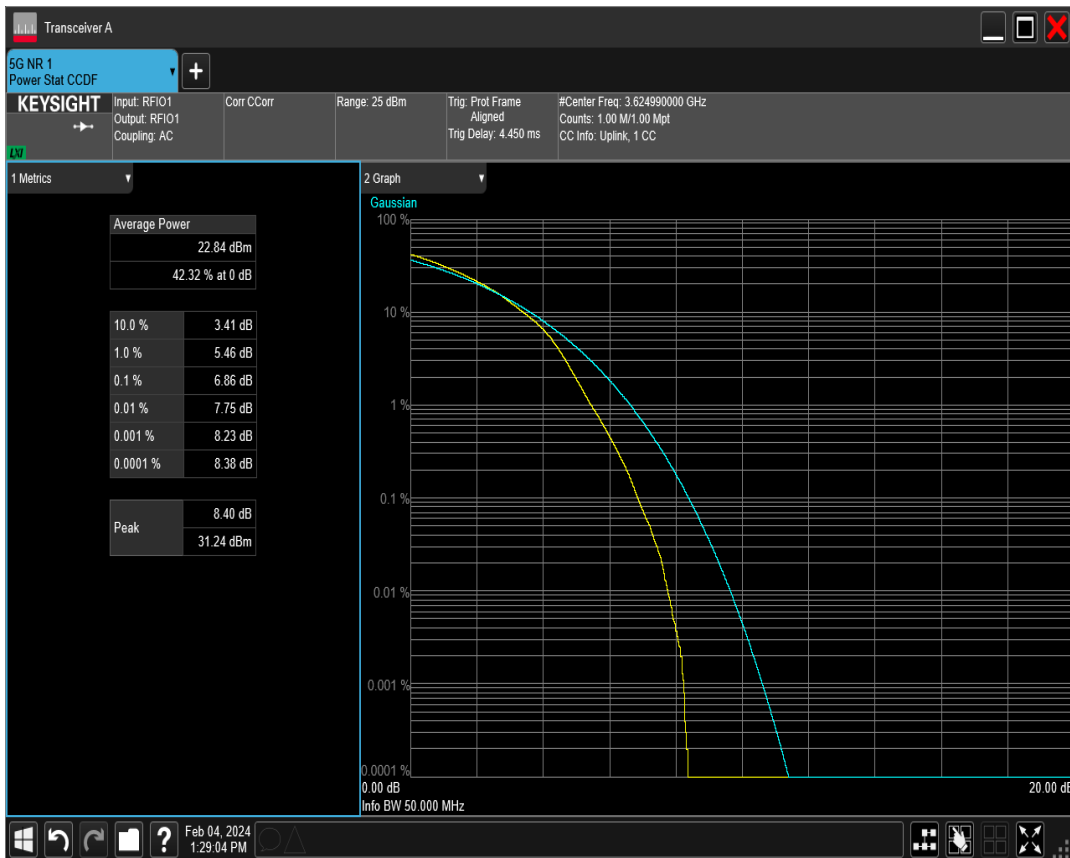 Transceiver A
5G NR 1
Power Stat CCDF
KEYSIGHT
LXI
Input: RFIO1
Output: RFIO1
Coupling: AC
Corr CCorr
Range: 25 dBm
Trig: Prot Frame
Aligned
Trig Delay: 4.450 ms
#Center Freq: 3.624990000 GHz
Counts: 1.00 M/1.00 Mpt
CC Info: Uplink, 1 CC
1 Metrics
Average Power
22.84 dBm
42.32 % at 0 dB
10.0 % 3.41 dB
1.0 % 5.46 dB
0.1 % 6.86 dB
0.01 % 7.75 dB
0.001 % 8.23 dB
0.0001 % 8.38 dB
Peak
8.40 dB
31.24 dBm
2 Graph
Gaussian
100 %
10 %
1 %
0.1 %
0.01 %
0.001 %
0.0001 %
0.00 dB 20.00 dB
Info BW 50.000 MHz
?
Feb 04, 2024
1:29:04 PM